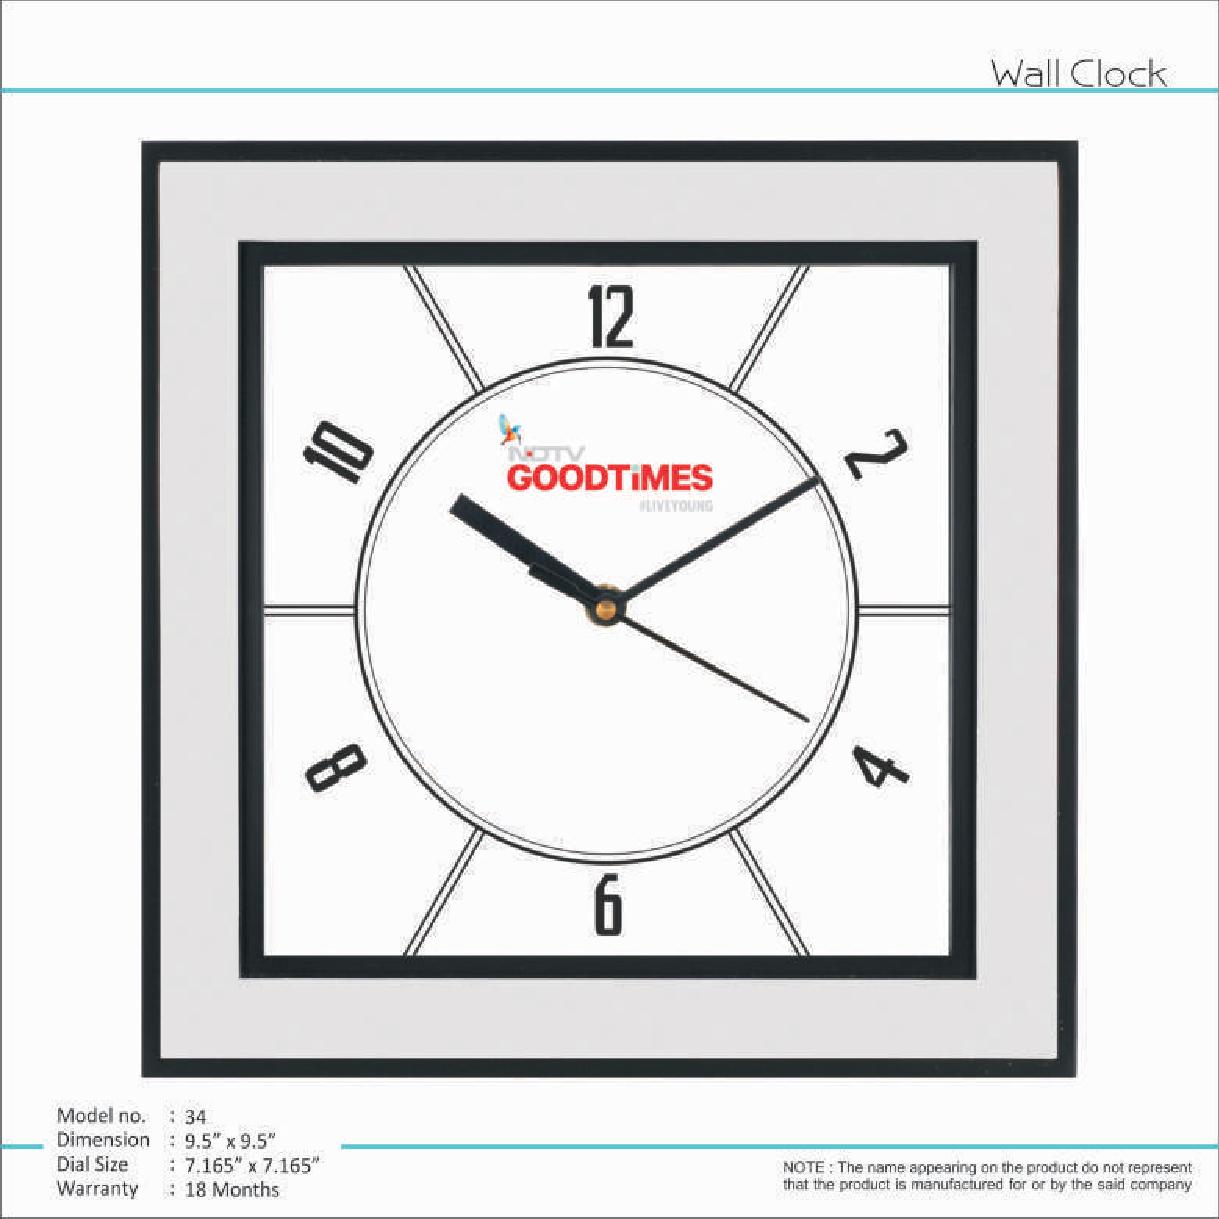 Wall Clock
12
10
2
NDTV
GOODTiMES
#LIVEYOUNG
8
4
6
Model no. : 34
Dimension : 9.5" x 9.5"
Dial Size : 7.165" x 7.165"
Warranty : 18 Months
NOTE : The name appearing on the product do not represent
that the product is manufactured for or by the said company